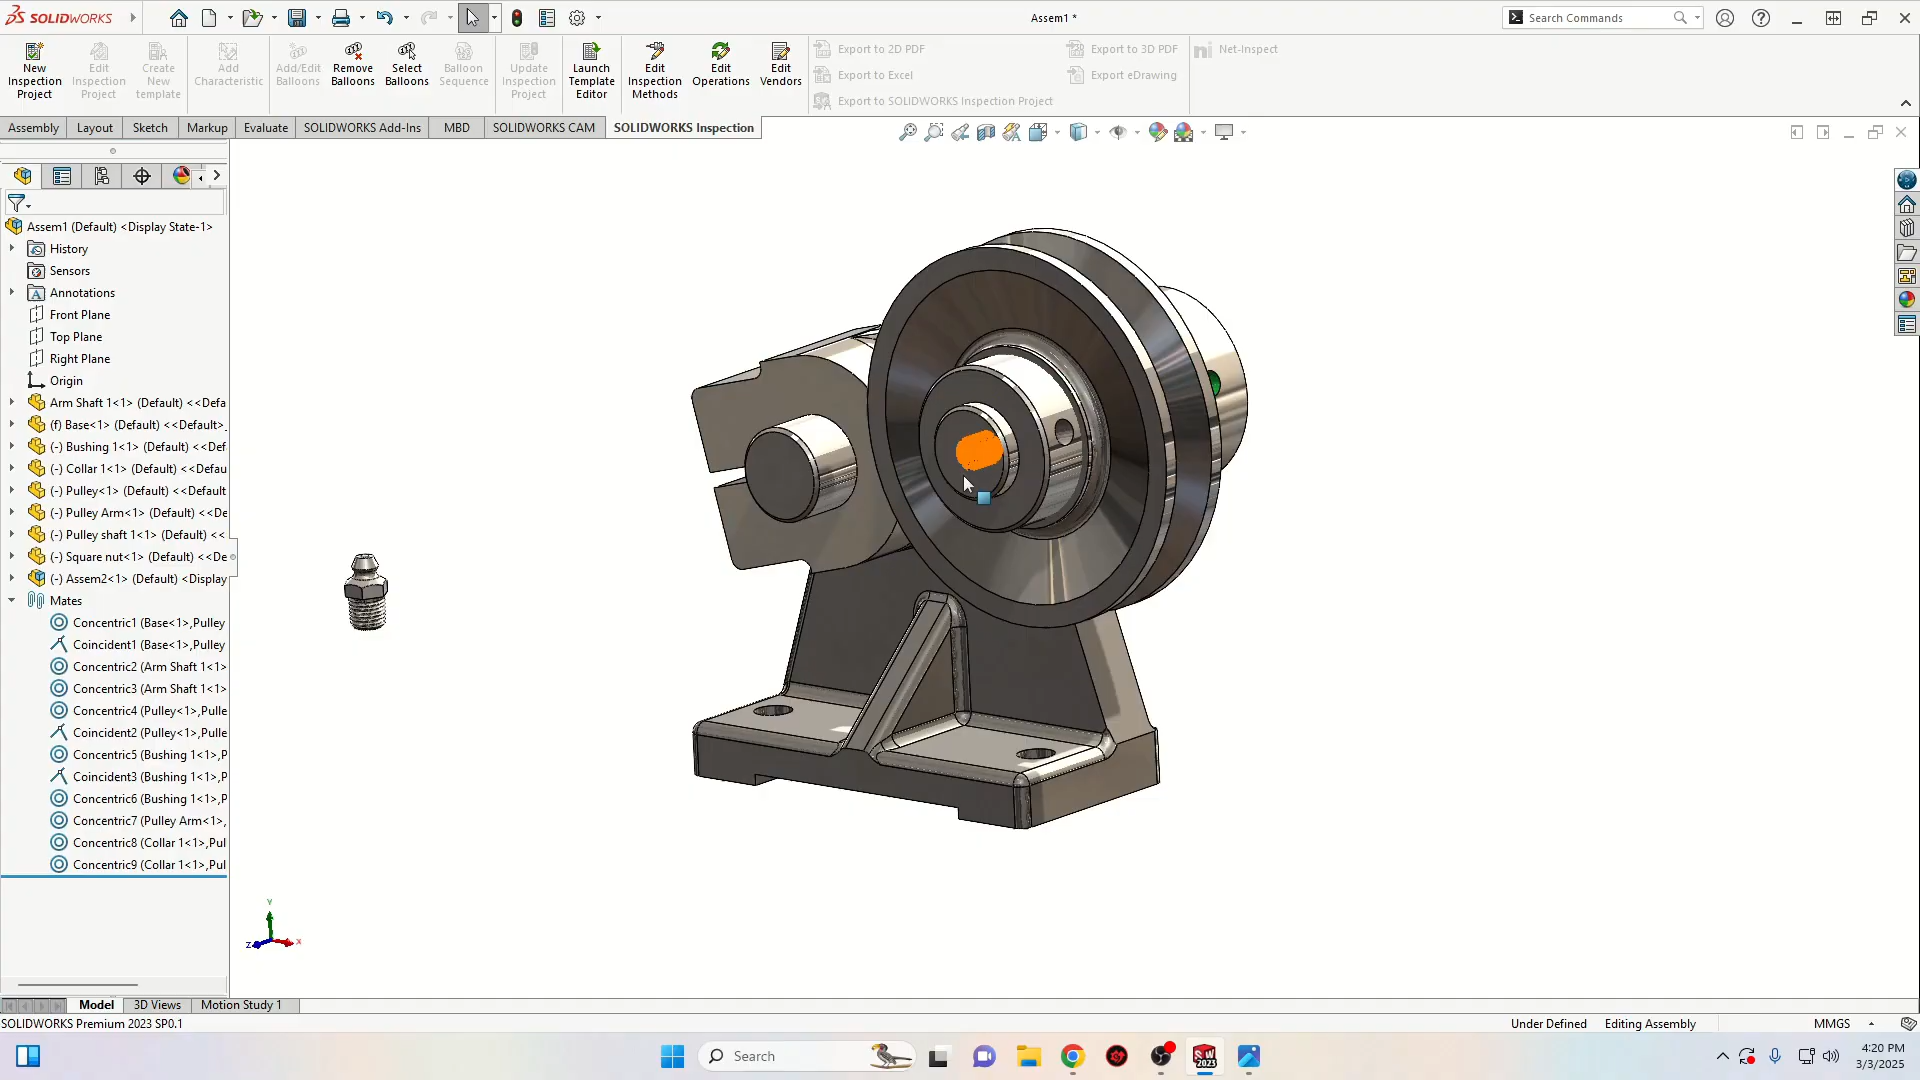 SOLIDWORKS
Assem1 *
Search Commands
New Inspection Project
Edit Inspection Project
Create New template
Add Characteristic
Add/Edit Balloons
Remove Balloons
Select Balloons
Balloon Sequence
Update Inspection Project
Launch Template Editor
Edit Inspection Methods
Edit Operations
Edit Vendors
Export to 2D PDF
Export to Excel
Export to SOLIDWORKS Inspection Project
Export to 3D PDF
Export eDrawing
Net-Inspect
Assembly
Layout
Sketch
Markup
Evaluate
SOLIDWORKS Add-Ins
MBD
SOLIDWORKS CAM
SOLIDWORKS Inspection
Assem1 (Default) <Display State-1>
History
Sensors
Annotations
Front Plane
Top Plane
Right Plane
Origin
Arm Shaft 1<1> (Default) <<Defa
(f) Base<1> (Default) <<Default>
(-) Bushing 1<1> (Default) <<Def
(-) Collar 1<1> (Default) <<Defau
(-) Pulley<1> (Default) <<Default
(-) Pulley Arm<1> (Default) <<De
(-) Pulley shaft 1<1> (Default) <<
(-) Square nut<1> (Default) <<De
(-) Assem2<1> (Default) <Display
Mates
Concentric1 (Base<1>,Pulley
Coincident1 (Base<1>,Pulley
Concentric2 (Arm Shaft 1<1>
Concentric3 (Arm Shaft 1<1>
Concentric4 (Pulley<1>,Pulle
Coincident2 (Pulley<1>,Pulle
Concentric5 (Bushing 1<1>,P
Coincident3 (Bushing 1<1>,P
Concentric6 (Bushing 1<1>,P
Concentric7 (Pulley Arm<1>,
Concentric8 (Collar 1<1>,Pul
Concentric9 (Collar 1<1>,Pul
Y
Z
X
Model
3D Views
Motion Study 1
SOLIDWORKS Premium 2023 SP0.1
Under Defined
Editing Assembly
MMGS
Search
4:20 PM
3/3/2025